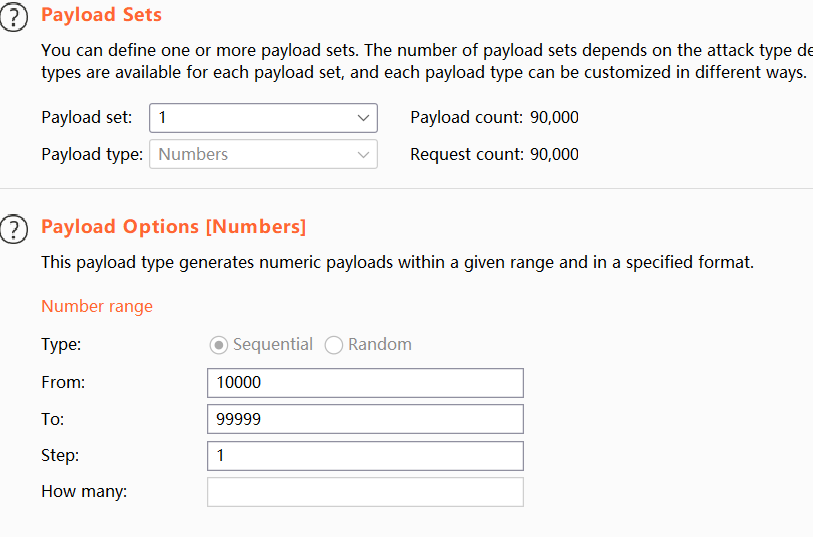 Payload Sets
You can define one or more payload sets. The number of payload sets depends on the attack type de
types are available for each payload set, and each payload type can be customized in different ways.
Payload set: 1 Payload count: 90,000
Payload type: Numbers Request count: 90,000
Payload Options [Numbers]
This payload type generates numeric payloads within a given range and in a specified format.
Number range
Type: Sequential Random
From: 10000
To: 99999
Step: 1
How many: